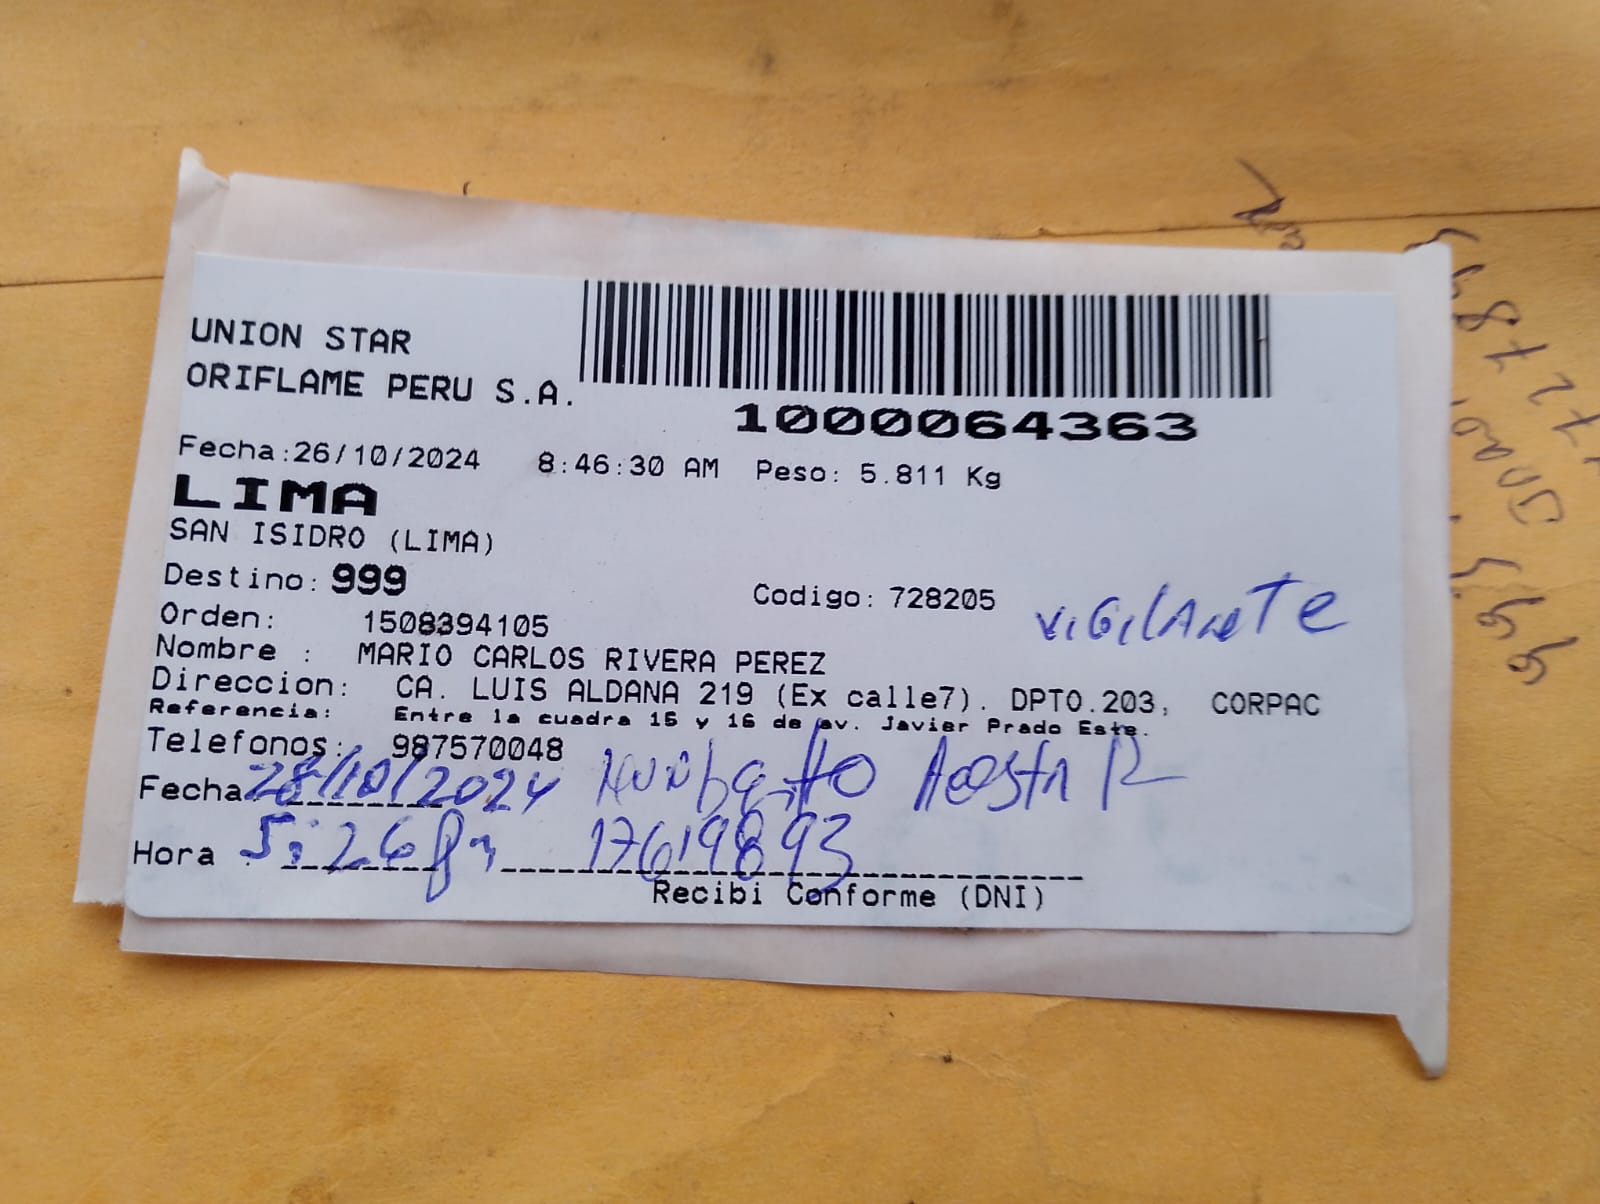 UNION STAR
ORIFLAME PERU S.A.
1000064363
Fecha:26/10/2024 8:46:30 AM Peso: 5.811 Kg
LIMA
SAN ISIDRO (LIMA)
Destino: 999 Codigo: 728205
ViGilAnTe
Orden: 1508394105
Nombre : MARIO CARLOS RIVERA PEREZ
Direccion: CA. LUIS ALDANA 219 (Ex calle7). DPTO.203, CORPAC
Referencia: Entre la cuadra 15 y 16 de av. Javier Prado Este.
Telefonos: 987570048
Fecha 28/10/2024 Acosta R
Hora : 5:26 pm 17619893
Recibi Conforme (DNI)